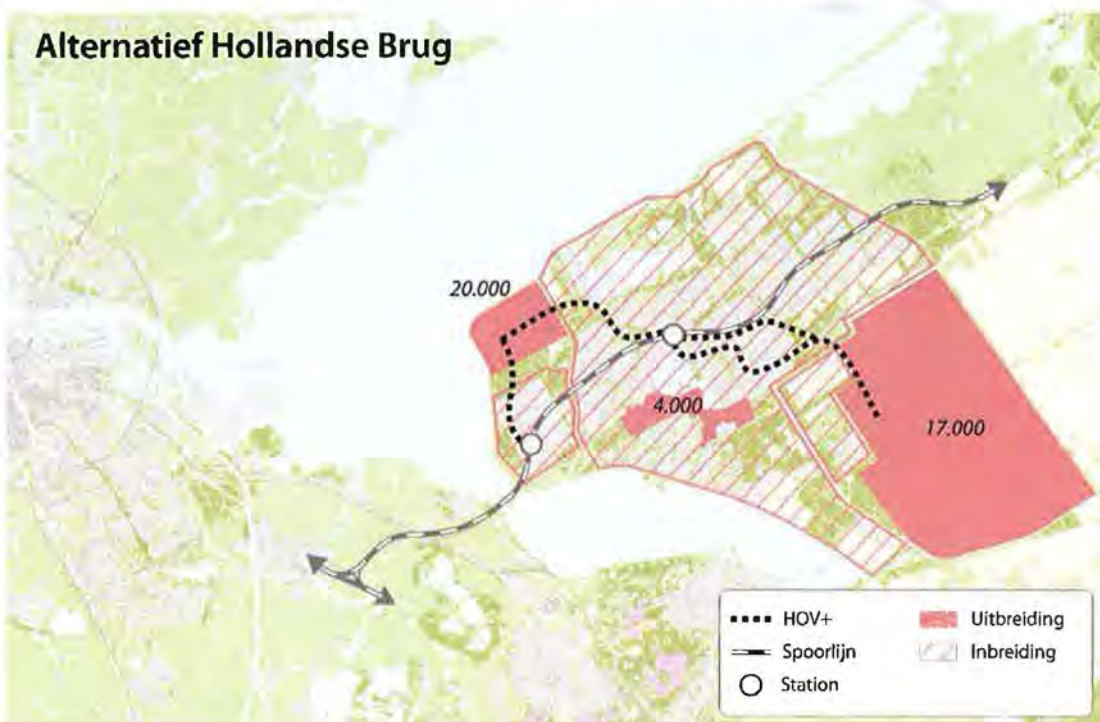 Alternatief Hollandse Brug
20.000
4.000
17.000
HOV+
Uitbreiding
Spoorlijn
Inbreiding
Station